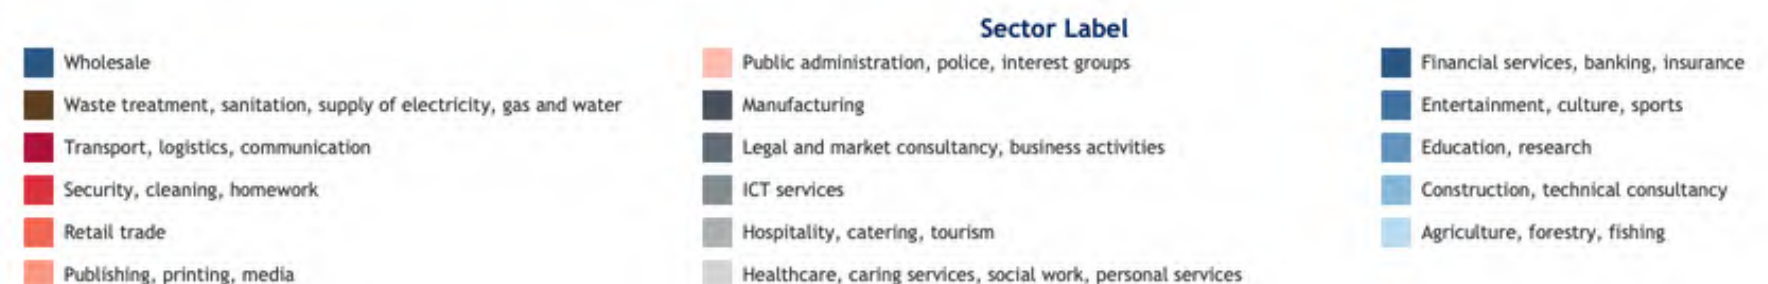 Sector Label
Wholesale
Waste treatment, sanitation, supply of electricity, gas and water
Transport, logistics, communication
Security, cleaning, homework
Retail trade
Publishing, printing, media
Public administration, police, interest groups
Manufacturing
Legal and market consultancy, business activities
ICT services
Hospitality, catering, tourism
Healthcare, caring services, social work, personal services
Financial services, banking, insurance
Entertainment, culture, sports
Education, research
Construction, technical consultancy
Agriculture, forestry, fishing